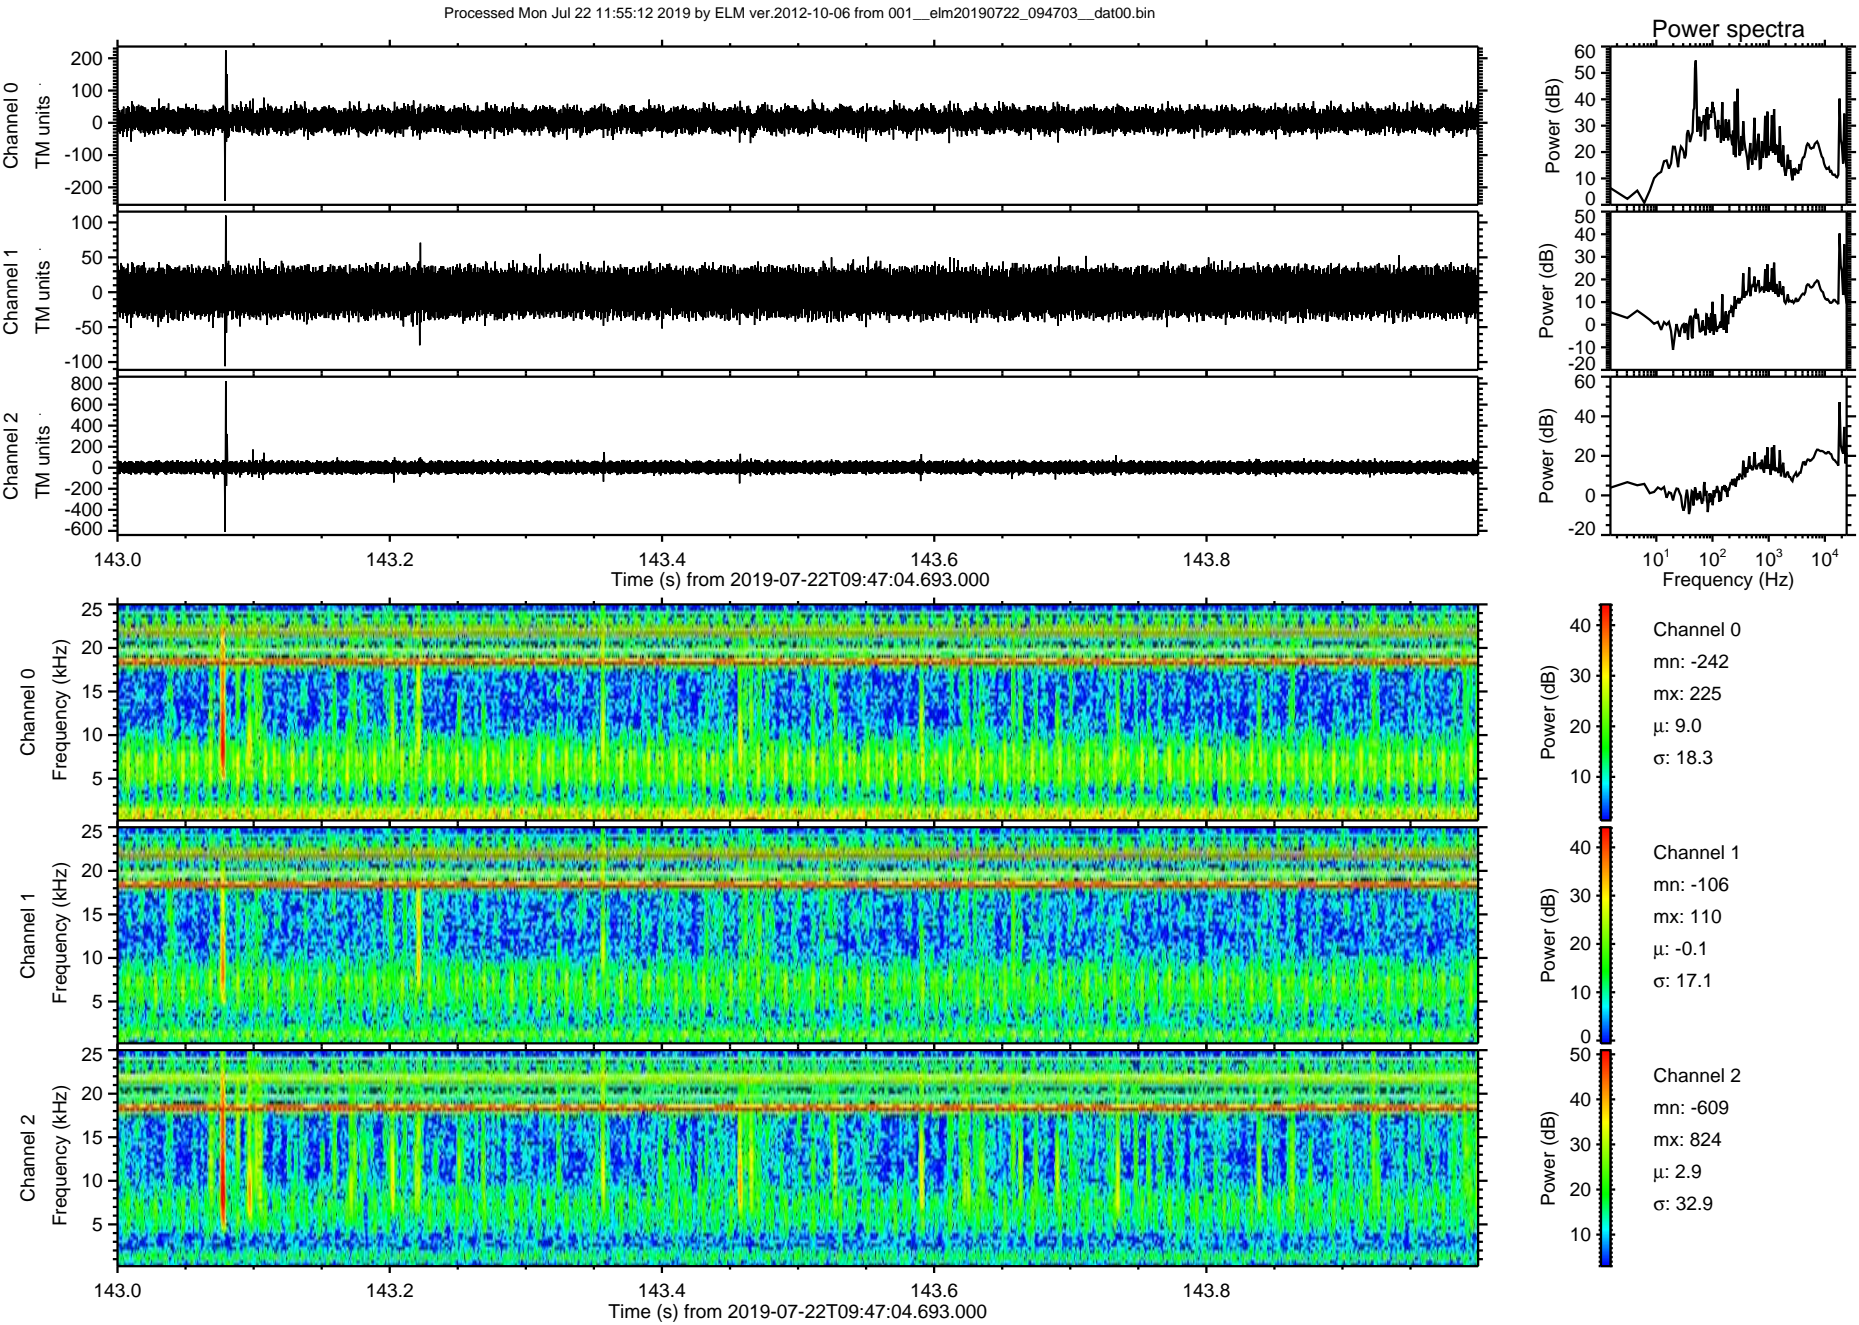 Processed Mon Jul 22 11:55:12 2019 by ELM ver.2012-10-06 from 001__elm20190722_094703__dat00.bin
Power spectra
Channel 0
TM units
200
100
0
-100
-200
Power (dB)
60
50
40
30
20
10
0
Channel 1
TM units
100
50
0
-50
-100
Power (dB)
50
40
30
20
10
0
-10
-20
Channel 2
TM units
800
600
400
200
0
-200
-400
-600
Power (dB)
60
40
20
0
-20
143.0 143.2 143.4 143.6 143.8
Time (s) from 2019-07-22T09:47:04.693.000
10¹ 10² 10³ 10⁴
Frequency (Hz)
Channel 0
Frequency (kHz)
25
20
15
10
5
Power (dB)
40
30
20
10
Channel 0
mn: -242
mx: 225
μ: 9.0
σ: 18.3
Channel 1
Frequency (kHz)
25
20
15
10
5
Power (dB)
40
30
20
10
0
Channel 1
mn: -106
mx: 110
μ: -0.1
σ: 17.1
Channel 2
Frequency (kHz)
25
20
15
10
5
Power (dB)
50
40
30
20
10
Channel 2
mn: -609
mx: 824
μ: 2.9
σ: 32.9
143.0 143.2 143.4 143.6 143.8
Time (s) from 2019-07-22T09:47:04.693.000